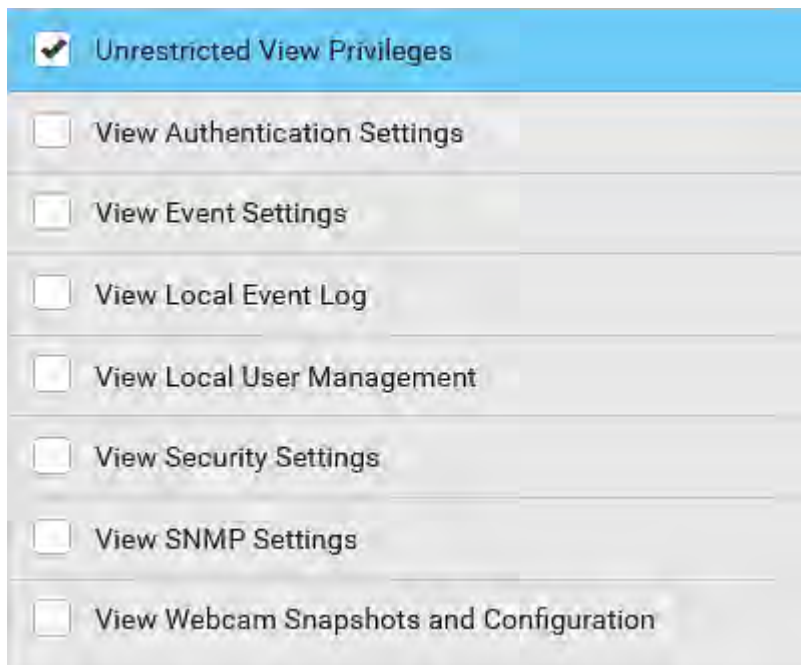 Unrestricted View Privileges
View Authentication Settings
View Event Settings
View Local Event Log
View Local User Management
View Security Settings
View SNMP Settings
View Webcam Snapshots and Configuration